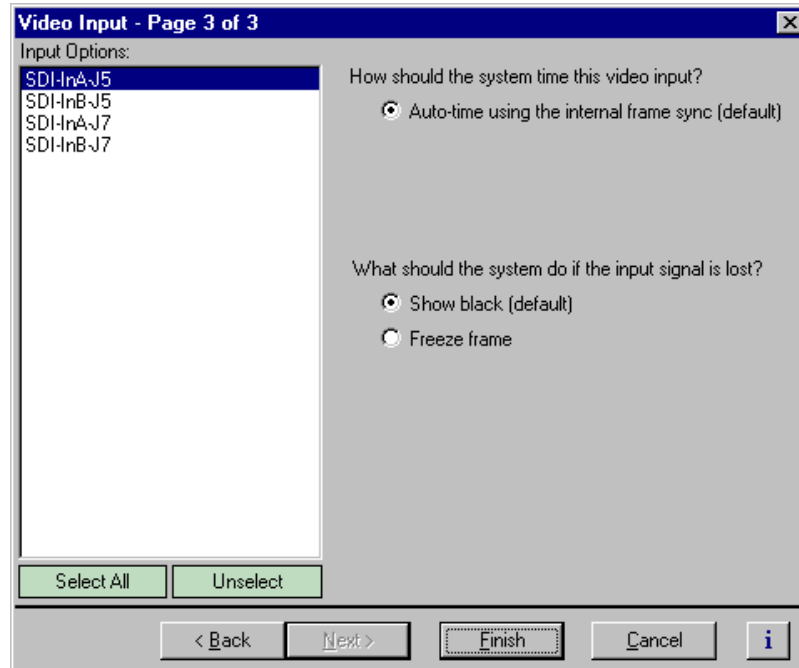 Video Input - Page 3 of 3
Input Options:
SDI-InA-J5
SDI-InB-J5
SDI-InA-J7
SDI-InB-J7
How should the system time this video input?
Auto-time using the internal frame sync (default)
What should the system do if the input signal is lost?
Show black (default)
Freeze frame
Select All Unselect
< Back Next > Finish Cancel i